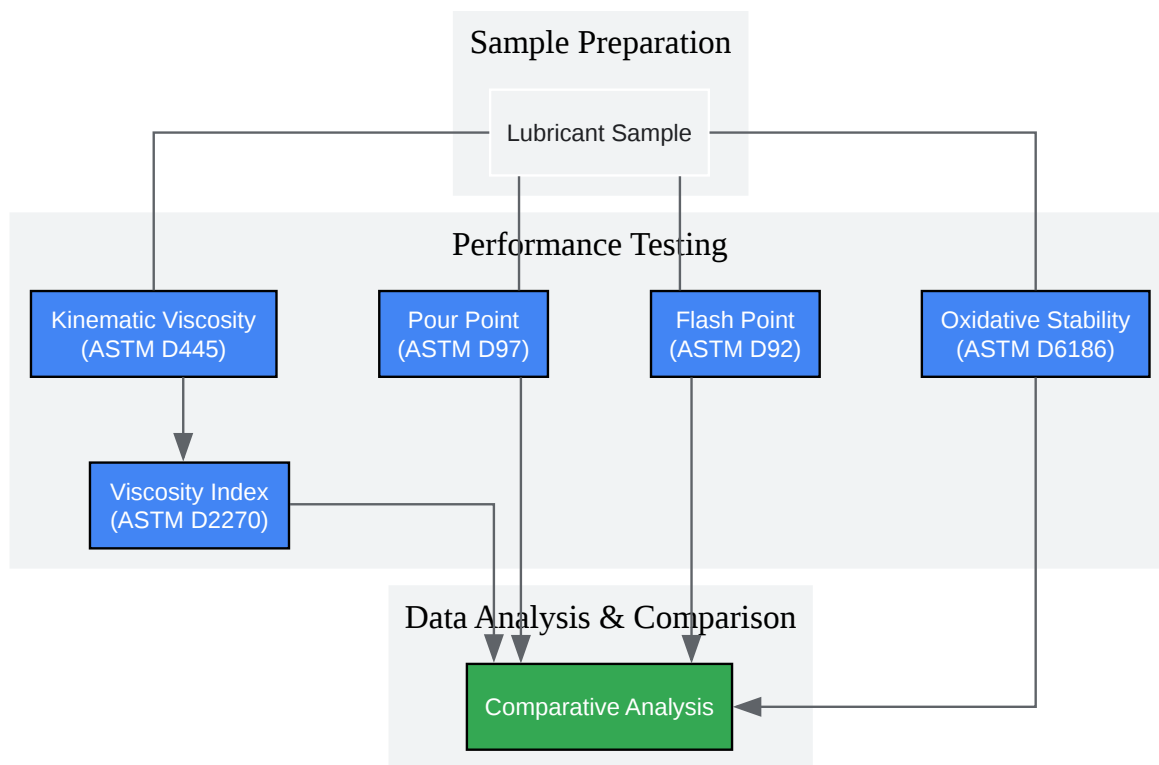 Sample Preparation
Lubricant Sample
Performance Testing
Kinematic Viscosity
(ASTM D445)
Pour Point
(ASTM D97)
Flash Point
(ASTM D92)
Oxidative Stability
(ASTM D6186)
Viscosity Index
(ASTM D2270)
Data Analysis & Comparison
Comparative Analysis